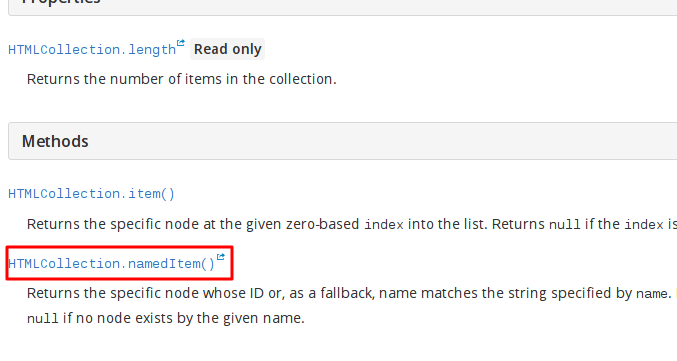 Properties
HTMLCollection.length Read only
Returns the number of items in the collection.
Methods
HTMLCollection.item()
Returns the specific node at the given zero-based index into the list. Returns null if the index is
HTMLCollection.namedItem()
Returns the specific node whose ID or, as a fallback, name matches the string specified by name.
null if no node exists by the given name.